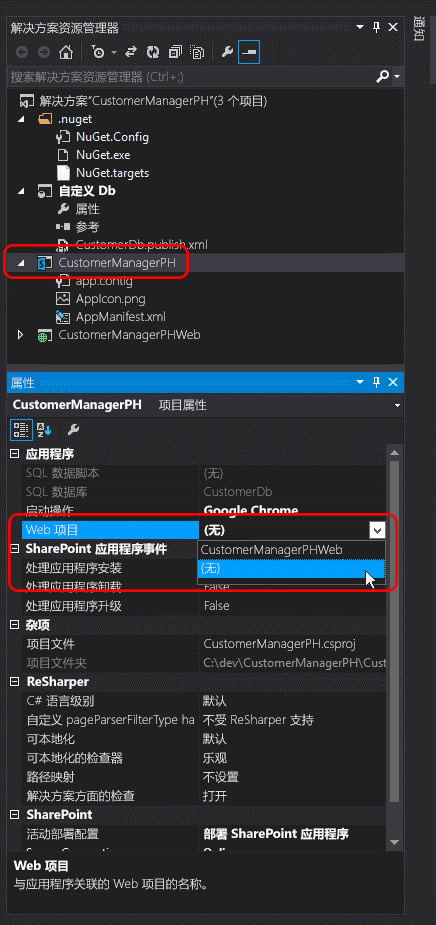 解决方案资源管理器
通知
搜索解决方案资源管理器 (Ctrl+;)
解决方案"CustomerManagerPH"(3 个项目)
.nuget
NuGet.Config
NuGet.exe
NuGet.targets
自定义 Db
属性
参考
CustomerDb.publish.xml
CustomerManagerPH
app.config
AppIcon.png
AppManifest.xml
CustomerManagerPHWeb
属性
CustomerManagerPH 项目属性
应用程序
SQL 数据脚本 (无)
SQL 数据库 CustomerDb
启动操作 Google Chrome
Web 项目 (无)
SharePoint 应用程序事件 CustomerManagerPHWeb
处理应用程序安装 (无)
处理应用程序卸载 False
处理应用程序升级 False
杂项
项目文件 CustomerManagerPH.csproj
项目文件夹 C:\dev\CustomerManagerPH\Cust
ReSharper
C# 语言级别 默认
自定义 pageParserFilterType ha 不受 ReSharper 支持
可本地化 默认
可本地化的检查器 乐观
路径映射 不设置
解决方案方面的检查 打开
SharePoint
活动部署配置 部署 SharePoint 应用程序
Web 项目
与应用程序关联的 Web 项目的名称。